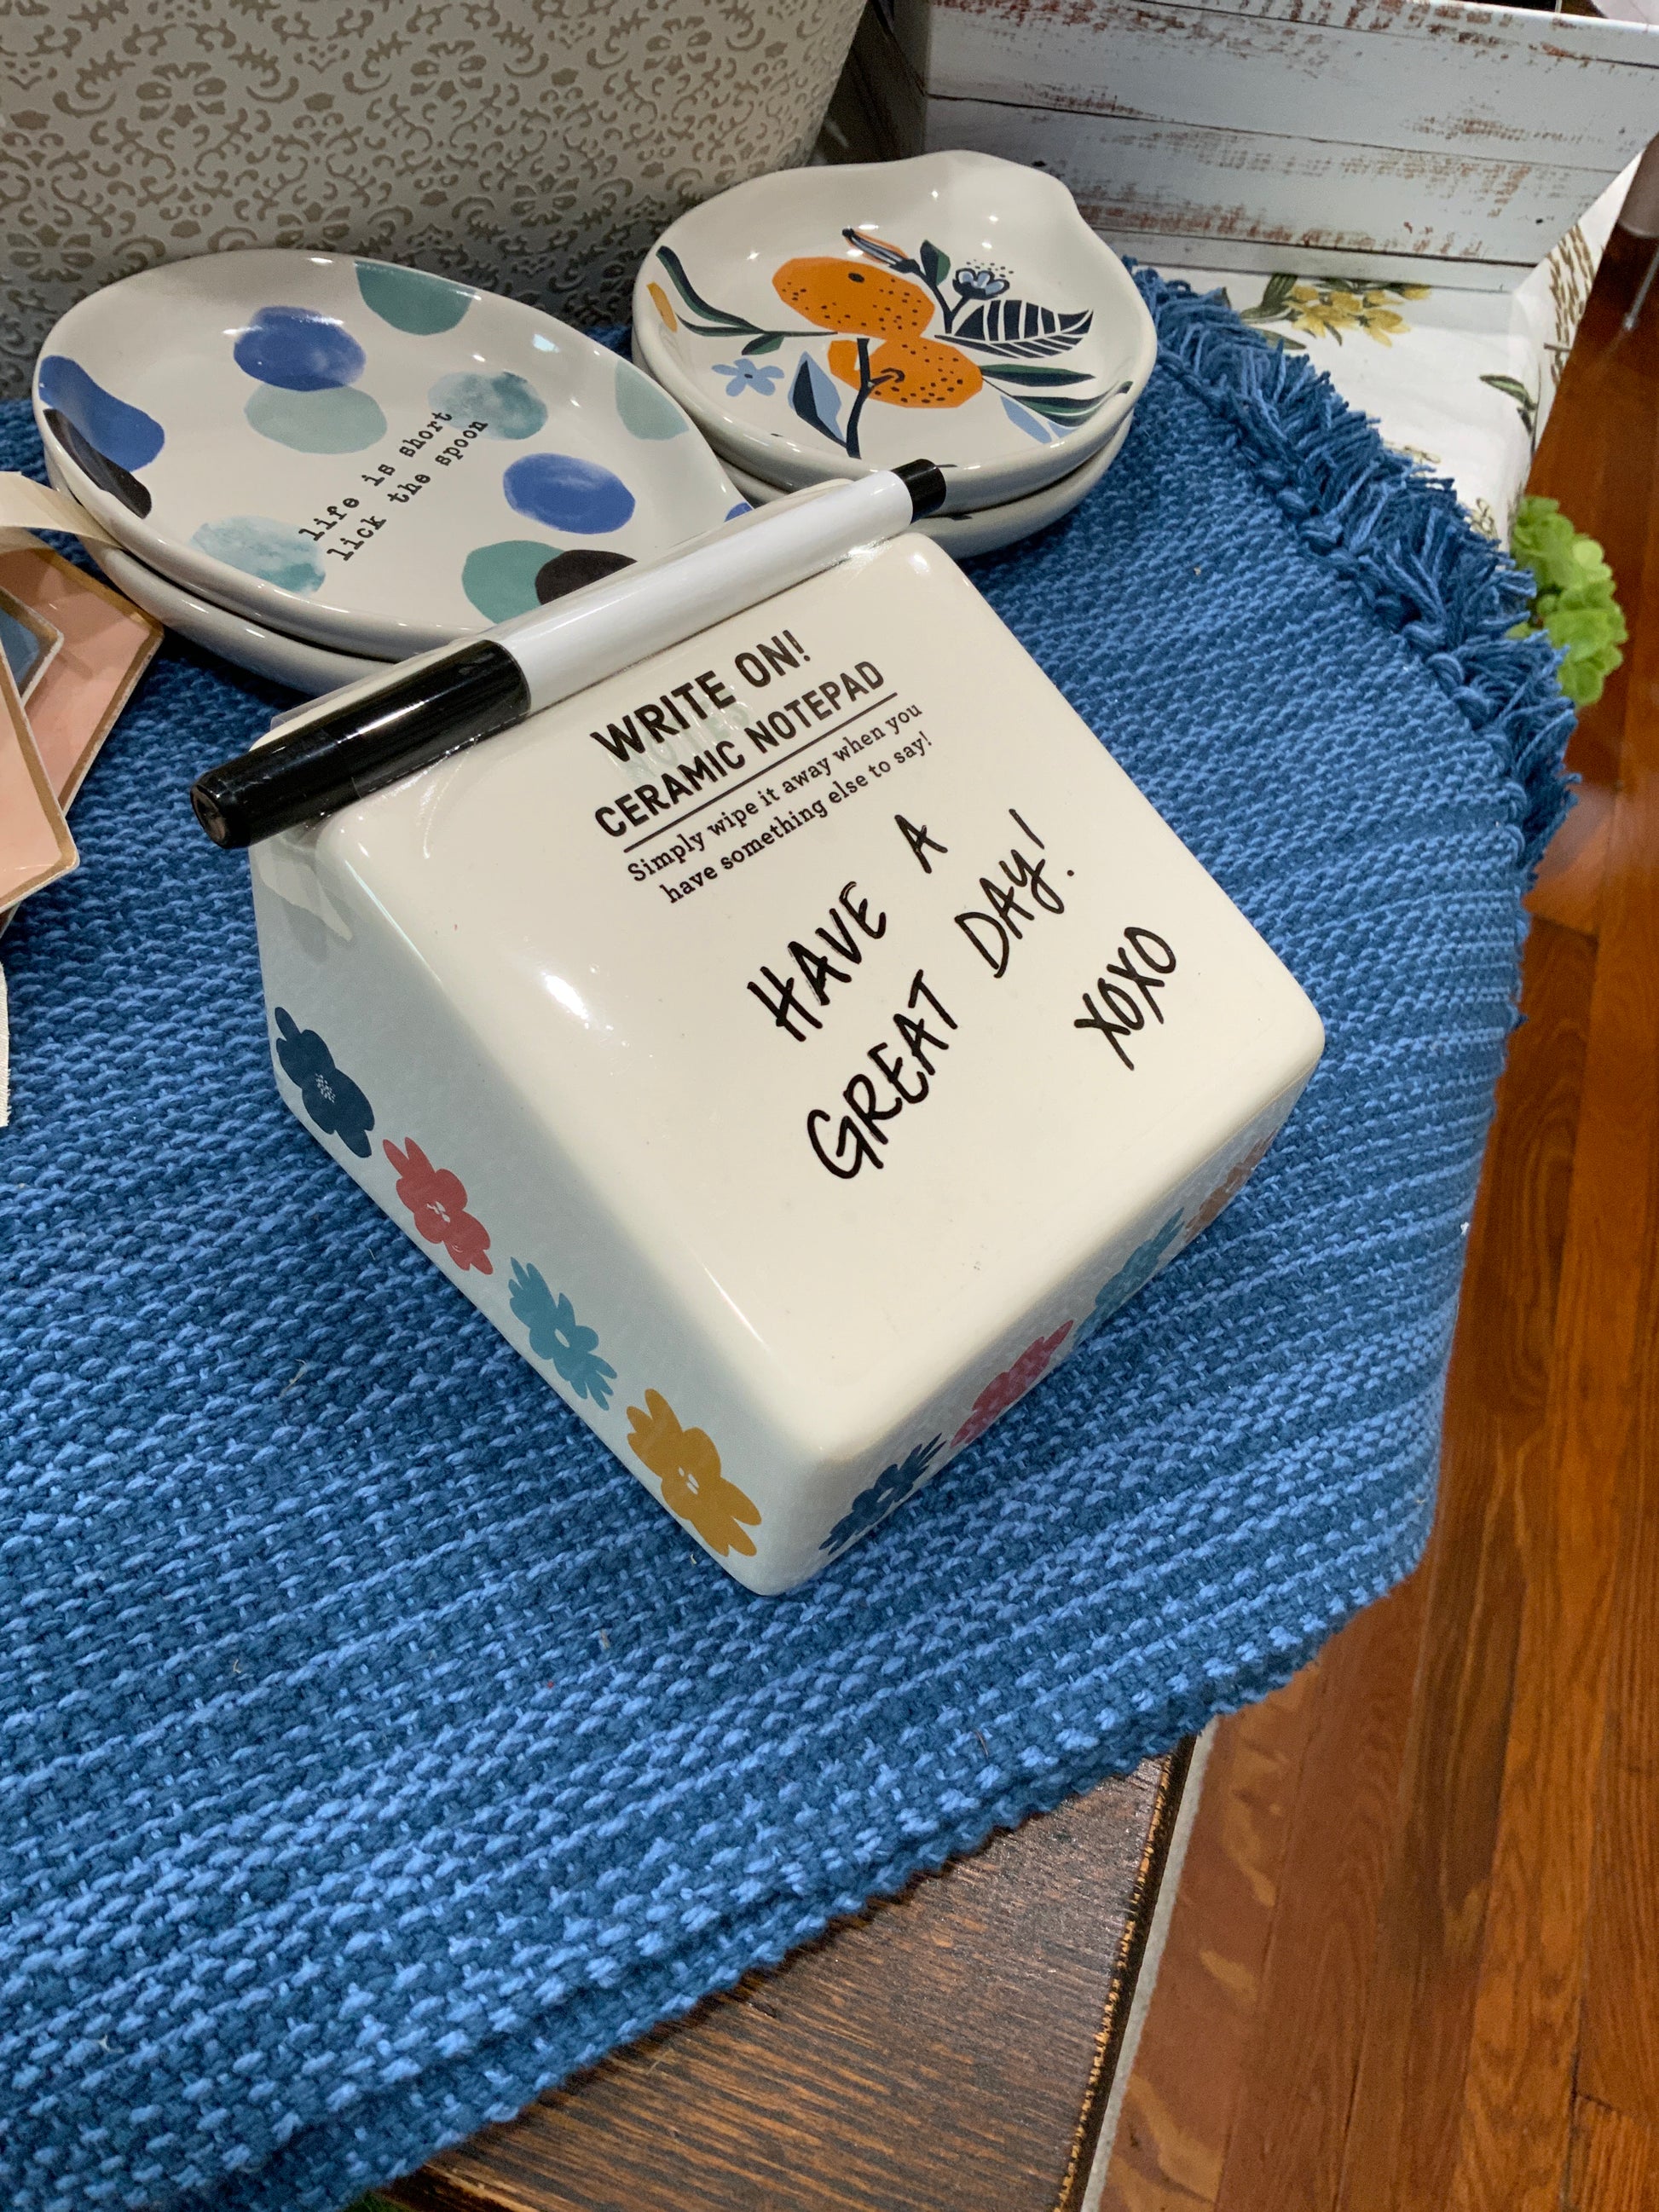 life is short
lick the spoon
WRITE ON!
CERAMIC NOTEPAD
Simply wipe it away when you
have something else to say!
HAVE A
GREAT DAY!
XOXO